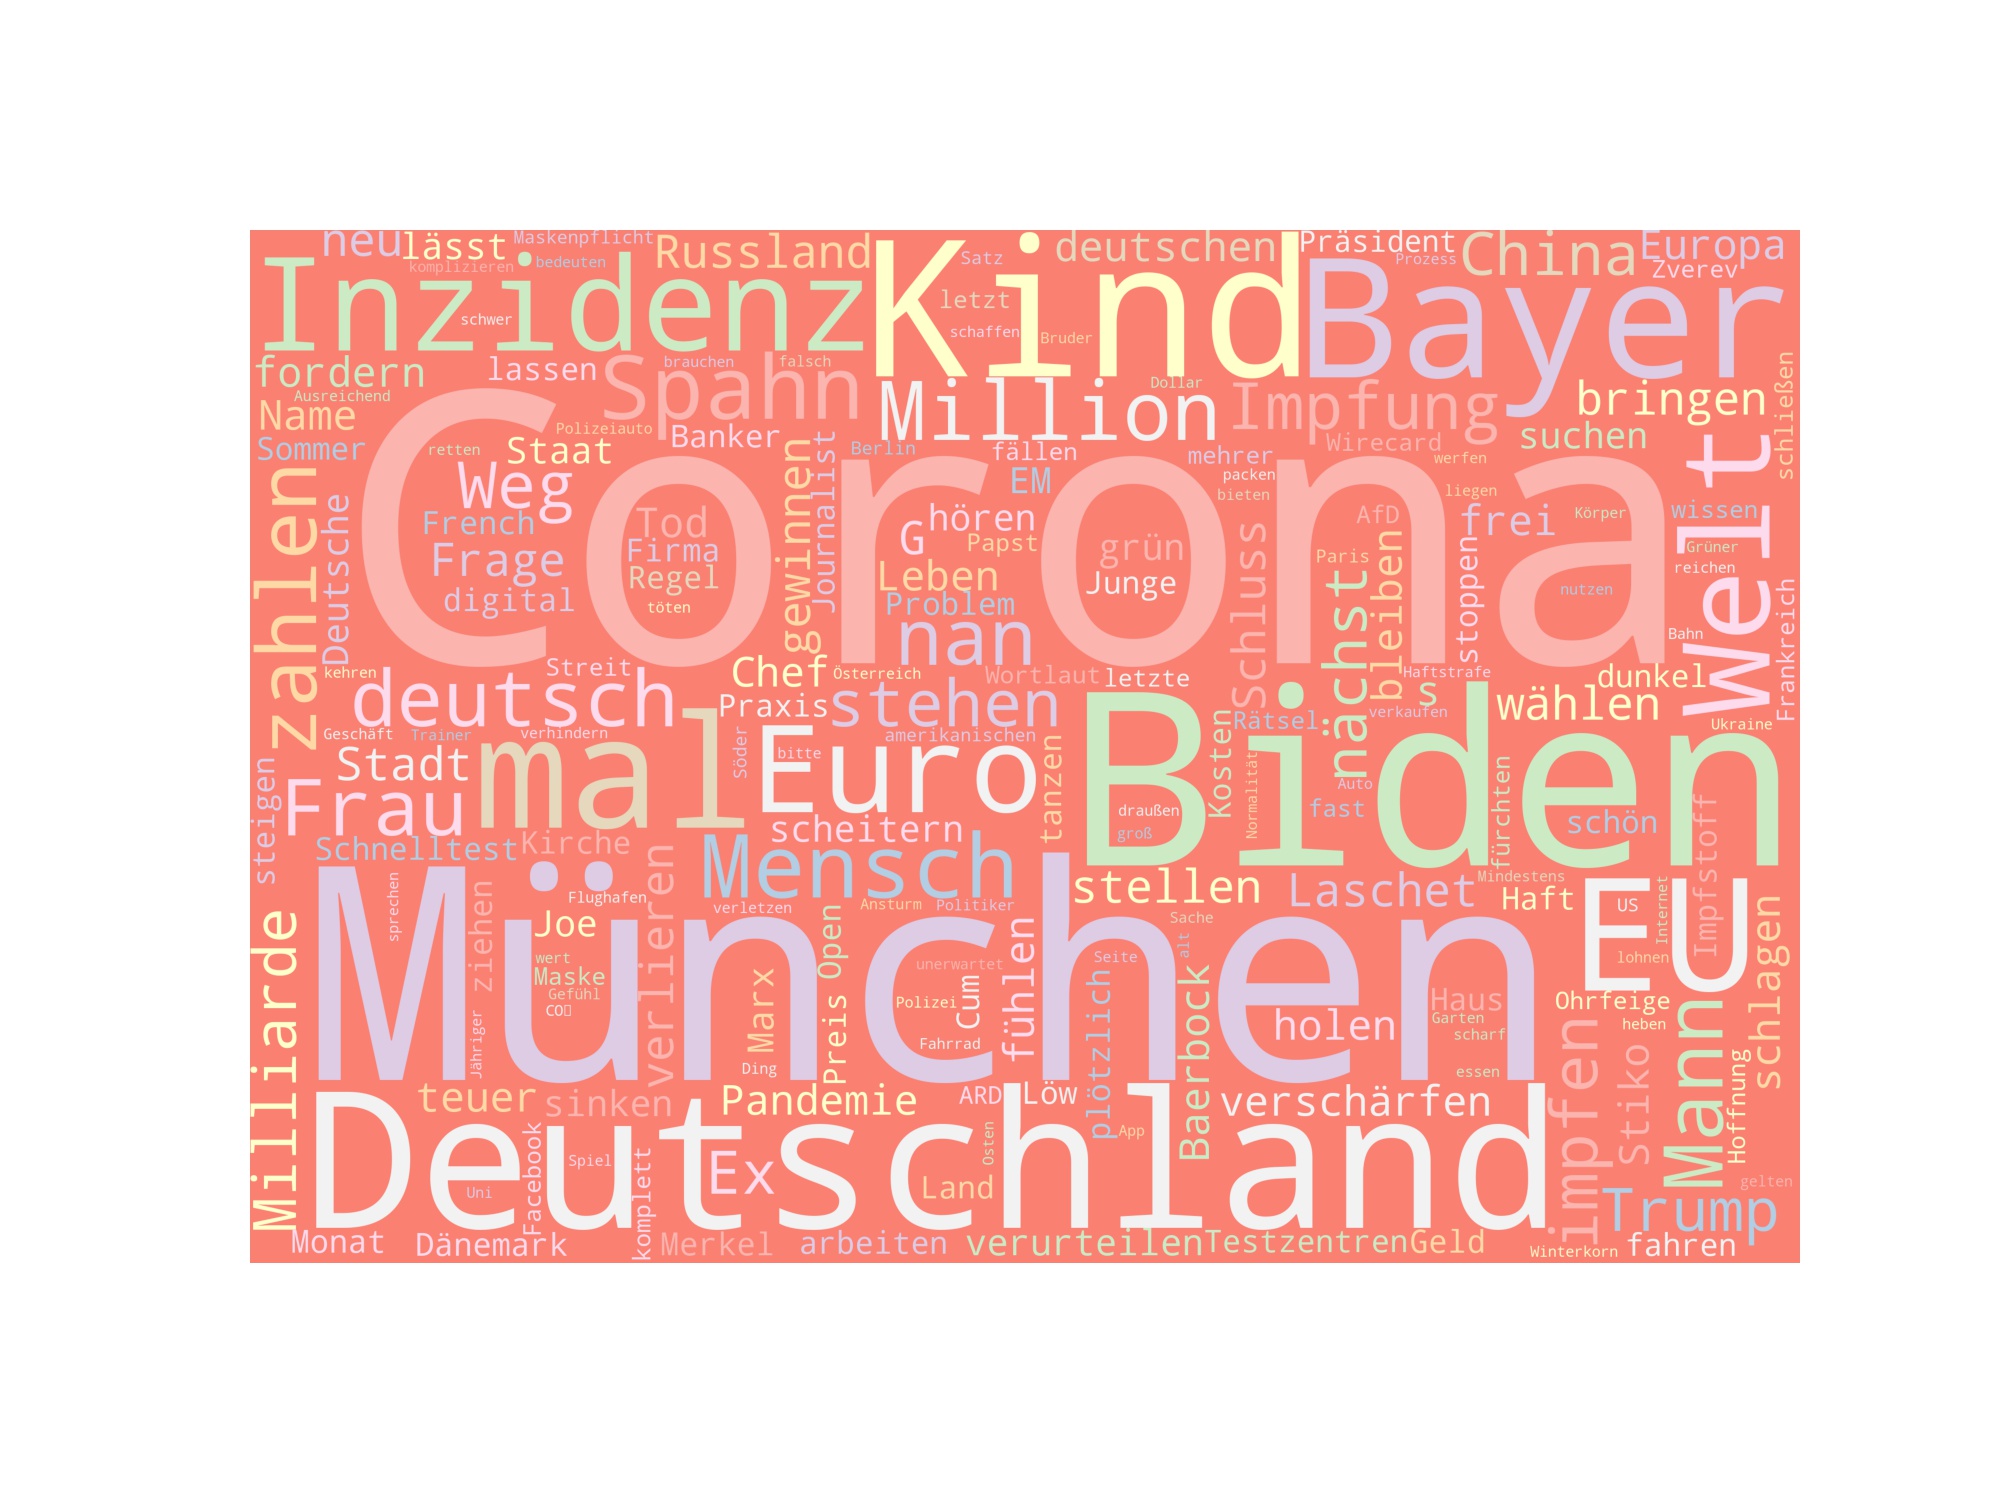 neu
lässt
Maskenpflicht
Russland
deutschen
Präsident
China
Europa
komplizieren
bedeuten
Satz
Prozess
Zverev
Inzidenz
Kind
Bayer
schwer
letzt
schaffen
Bruder
fordern
lassen
Spahn
brauchen
falsch
Million
Dollar
Impfung
bringen
schließen
Ausreichend
Name
Polizeiauto
Banker
Sommer
retten
Staat
Berlin
fällen
mehrer
Wirecard
suchen
werfen
Weg
Corona
EM
packen
bieten
liegen
Welt
zahlen
Deutsche
French
Tod
gewinnen
Journalist
G
hören
grün
Schluss
AfD
frei
Körper
wissen
Frage
Firma
Papst
Paris
bleiben
stoppen
Grüner
digital
Regel
Leben
Junge
nächst
reichen
töten
Problem
nutzen
Frankreich
nan
Bahn
kehren
Streit
Chef
Österreich
Wortlaut
letzte
Haftstrafe
dunkel
deutsch
Praxis
stehen
Rätsel
s
wählen
verkaufen
Ukraine
Geschäft
Trainer
verhindern
Söder
bitte
amerikanischen
Kosten
Stadt
mal
Euro
tanzen
Biden
steigen
Frau
Normalität
Auto
fürchten
scheitern
draußen
groß
fast
schön
Schnelltest
Kirche
Mensch
Impfstoff
stellen
Laschet
Mindestens
Haft
EU
US
Internet
München
sprechen
ziehen
Flughafen
verlieren
verletzen
Open
Ansturm
Politiker
fühlen
Sache
alt
Milliarde
Joe
wert
Maske
Gefühl
unerwartet
Seite
Baerbock
lohnen
schlagen
Polizei
Cum
plötzlich
Haus
Ohrfeige
Mann
Jähriger
Marx
Preis
Fahrrad
holen
Garten
scharf
heben
Ding
essen
impfen
Stiko
Hoffnung
teuer
sinken
Pandemie
ARD
Löw
verschärfen
Deutschland
Facebook
Spiel
komplett
Ex
Osten
App
Uni
Land
gelten
Trump
Monat
Dänemark
Merkel
arbeiten
verurteilen
Testzentren
Geld
Winterkorn
fahren